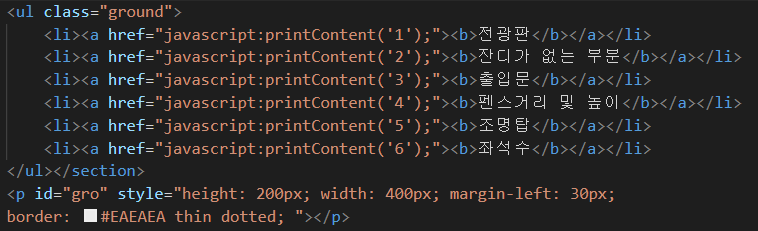 <ul class="ground">
    <li><a href="javascript:printContent('1');"><b>전광판</b></a></li>
    <li><a href="javascript:printContent('2');"><b>잔디가 없는 부분</b></a></li>
    <li><a href="javascript:printContent('3');"><b>출입문</b></a></li>
    <li><a href="javascript:printContent('4');"><b>펜스거리 및 높이</b></a></li>
    <li><a href="javascript:printContent('5');"><b>조명탑</b></a></li>
    <li><a href="javascript:printContent('6');"><b>좌석수</b></a></li>
</ul></section>
<p id="gro" style="height: 200px; width: 400px; margin-left: 30px;
border: #EAEAEA thin dotted; "></p>